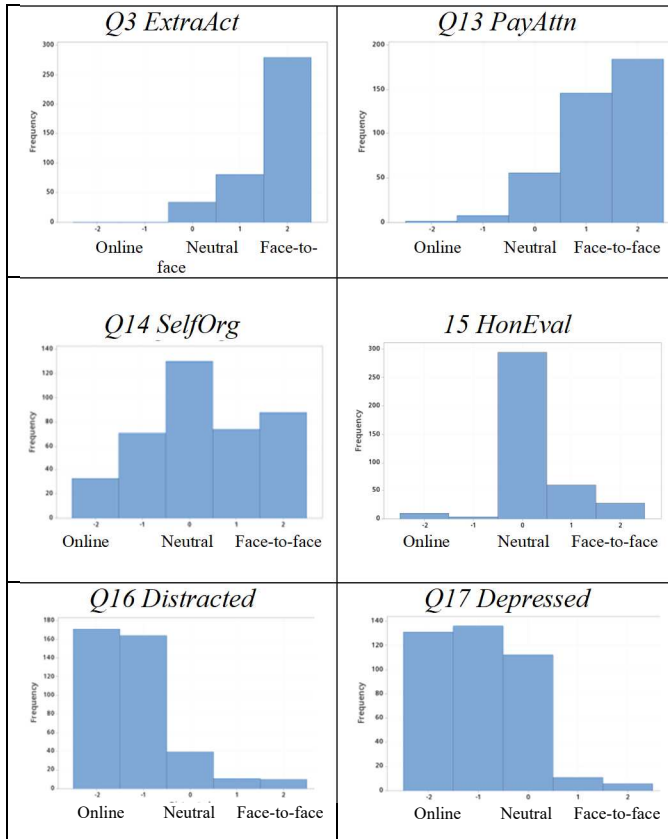 Q3 ExtraAct
300
250
200
150
100
50
0
Frequency
-2 -1 0 1 2
Online Neutral Face-to-
face
Q13 PayAttn
200
150
100
50
0
Frequency
-2 -1 0 1 2
Online Neutral Face-to-face
Q14 SelfOrg
140
120
100
80
60
40
20
0
Frequency
-2 -1 0 1 2
Online Neutral Face-to-face
15 HonEval
300
250
200
150
100
50
0
Frequency
-2 -1 0 1 2
Online Neutral Face-to-face
Q16 Distracted
180
160
140
120
100
80
60
40
20
0
Frequency
-2 -1 0 1 2
Online Neutral Face-to-face
Q17 Depressed
140
120
100
80
60
40
20
0
Frequency
-2 -1 0 1 2
Online Neutral Face-to-face